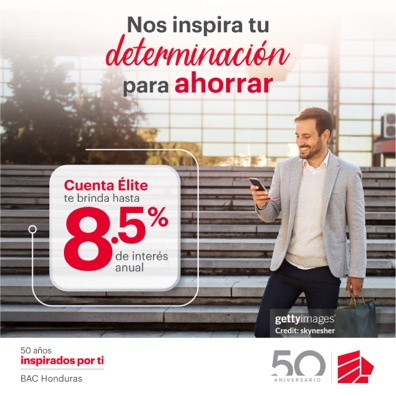 Nos inspira tu
determinación
para ahorrar
Cuenta Élite
te brinda hasta
8.5%
de interés
anual
gettyimages®
Credit: skynesher
50 años
inspirados por ti
BAC Honduras
50
ANIVERSARIO